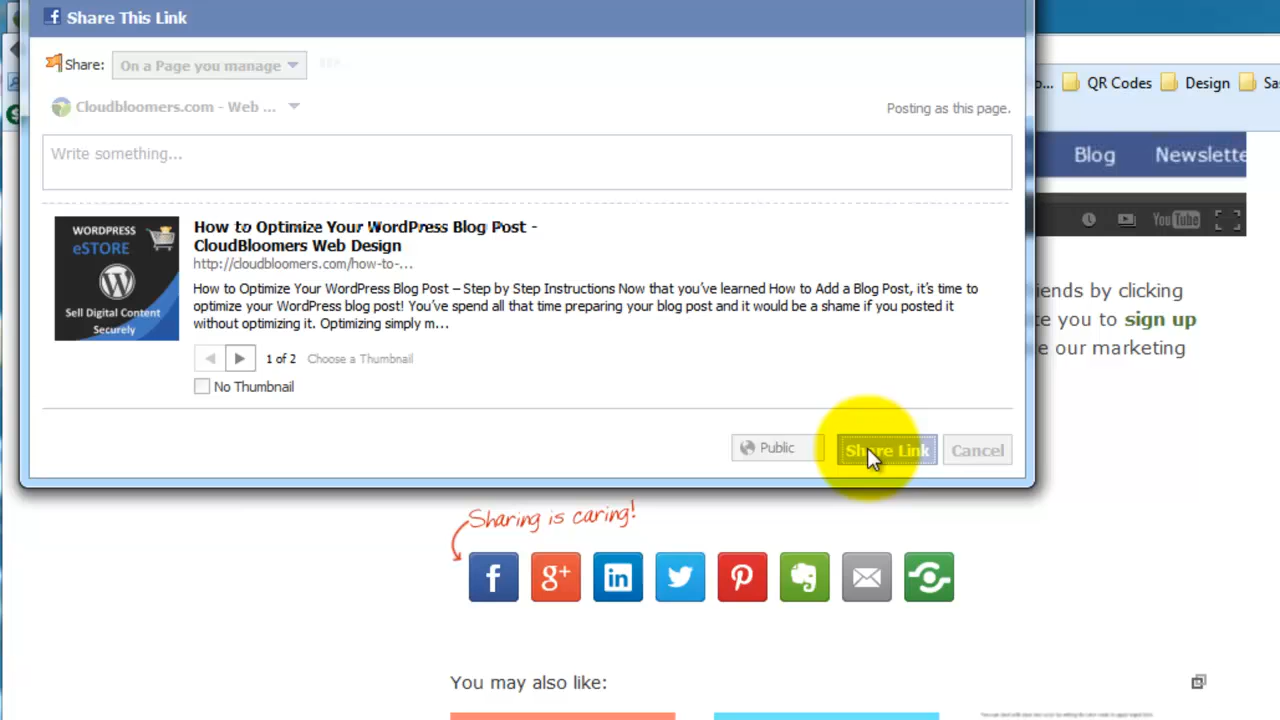 Share This Link
Share: On a Page you manage
Cloudbloomers.com - Web ...
Posting as this page.
Write something...
WORDPRESS
eSTORE
Sell Digital Content
Securely
How to Optimize Your WordPress Blog Post -
CloudBloomers Web Design
http://cloudbloomers.com/how-to-...
How to Optimize Your WordPress Blog Post – Step by Step Instructions Now that you've learned How to Add a Blog Post, it's time to
optimize your WordPress blog post! You've spend all that time preparing your blog post and it would be a shame if you posted it
without optimizing it. Optimizing simply m...
1 of 2 Choose a Thumbnail
No Thumbnail
Public Share Link Cancel
QR Codes Design
Blog Newslette
YouTube
iends by clicking
te you to sign up
e our marketing
Sharing is caring!
You may also like: